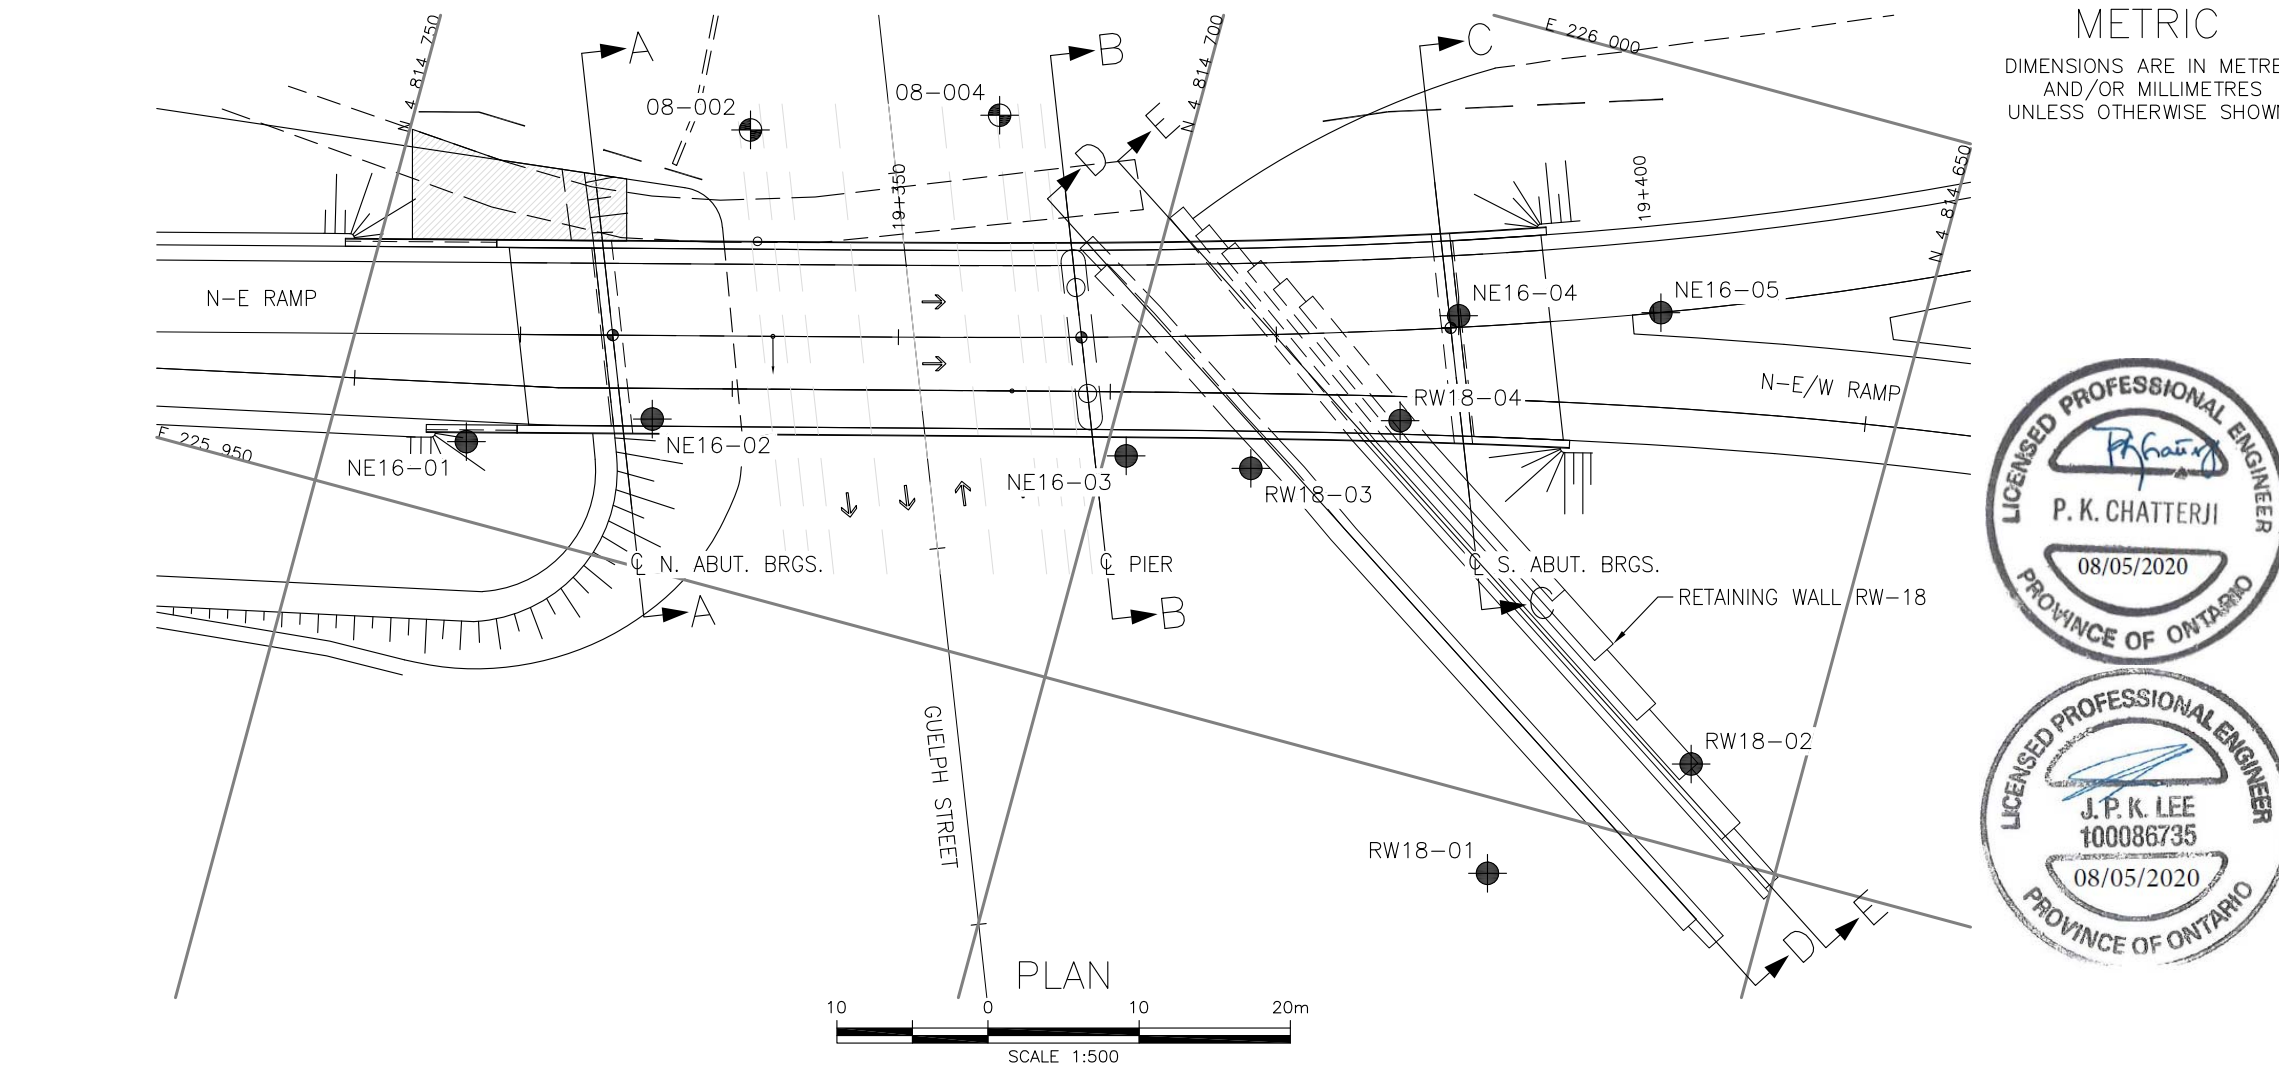 METRIC
DIMENSIONS ARE IN METRE
AND/OR MILLIMETRES
UNLESS OTHERWISE SHOWN
N 4 814 750
N 4 814 700
N 4 814 650
E 226 000
E 225 950
A
B
C
D
E
08-002
08-004
19+350
19+400
N-E RAMP
NE16-04
NE16-05
N-E/W RAMP
RW18-04
NE16-02
NE16-01
NE16-03
RW18-03
℄ N. ABUT. BRGS.
℄ PIER
℄ S. ABUT. BRGS.
A
B
C
RETAINING WALL RW-18
GUELPH STREET
RW18-02
RW18-01
E
D
PLAN
10 0 10 20m
SCALE 1:500
LICENSED PROFESSIONAL ENGINEER
P. K. CHATTERJI
08/05/2020
PROVINCE OF ONTARIO
LICENSED PROFESSIONAL ENGINEER
J. P. K. LEE
100086735
08/05/2020
PROVINCE OF ONTARIO